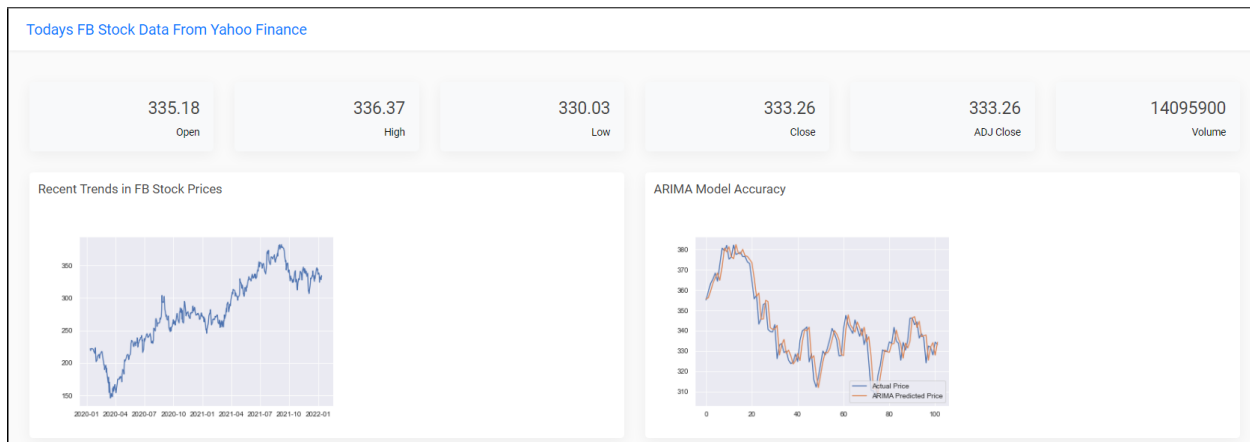 Todays FB Stock Data From Yahoo Finance
335.18 336.37 330.03 333.26 333.26 14095900
Open High Low Close ADJ Close Volume
Recent Trends in FB Stock Prices
350
300
250
200
150
2020-01 2020-04 2020-07 2020-10 2021-01 2021-04 2021-07 2021-10 2022-01
ARIMA Model Accuracy
380
370
360
350
340
330
320
310
Actual Price
ARIMA Predicted Price
0 20 40 60 80 100